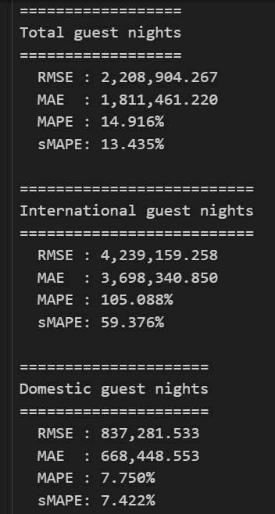 ==================
Total guest nights
==================
RMSE : 2,208,904.267
MAE : 1,811,461.220
MAPE : 14.916%
sMAPE: 13.435%
==========================
International guest nights
==========================
RMSE : 4,239,159.258
MAE : 3,698,340.850
MAPE : 105.088%
sMAPE: 59.376%
=====================
Domestic guest nights
=====================
RMSE : 837,281.533
MAE : 668,448.553
MAPE : 7.750%
sMAPE: 7.422%